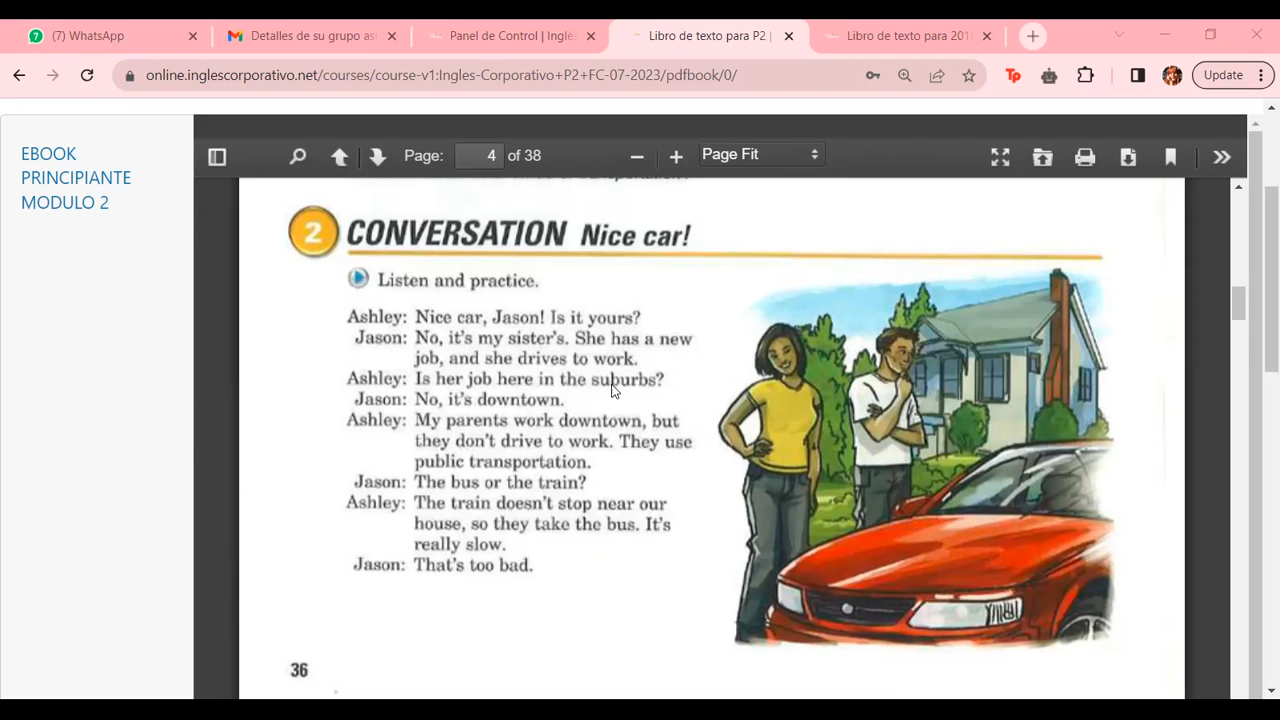 (7) WhatsApp
Detalles de su grupo as
Panel de Control | Inglés
Libro de texto para P2 |
Libro de texto para 201
online.inglescorporativo.net/courses/course-v1:Ingles-Corporativo+P2+FC-07-2023/pdfbook/0/
Update
EBOOK
PRINCIPIANTE
MODULO 2
Page: 4 of 38
Page Fit
2 CONVERSATION Nice car!
Listen and practice.
Ashley: Nice car, Jason! Is it yours?
Jason: No, it's my sister's. She has a new
job, and she drives to work.
Ashley: Is her job here in the suburbs?
Jason: No, it's downtown.
Ashley: My parents work downtown, but
they don't drive to work. They use
public transportation.
Jason: The bus or the train?
Ashley: The train doesn't stop near our
house, so they take the bus. It's
really slow.
Jason: That's too bad.
36